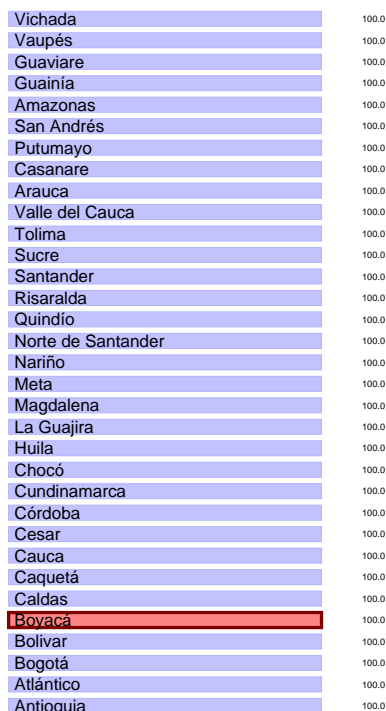 Vichada 100.0
Vaupés 100.0
Guaviare 100.0
Guainía 100.0
Amazonas 100.0
San Andrés 100.0
Putumayo 100.0
Casanare 100.0
Arauca 100.0
Valle del Cauca 100.0
Tolima 100.0
Sucre 100.0
Santander 100.0
Risaralda 100.0
Quindío 100.0
Norte de Santander 100.0
Nariño 100.0
Meta 100.0
Magdalena 100.0
La Guajira 100.0
Huila 100.0
Chocó 100.0
Cundinamarca 100.0
Córdoba 100.0
Cesar 100.0
Cauca 100.0
Caquetá 100.0
Caldas 100.0
Boyacá 100.0
Bolivar 100.0
Bogotá 100.0
Atlántico 100.0
Antioquia 100.0